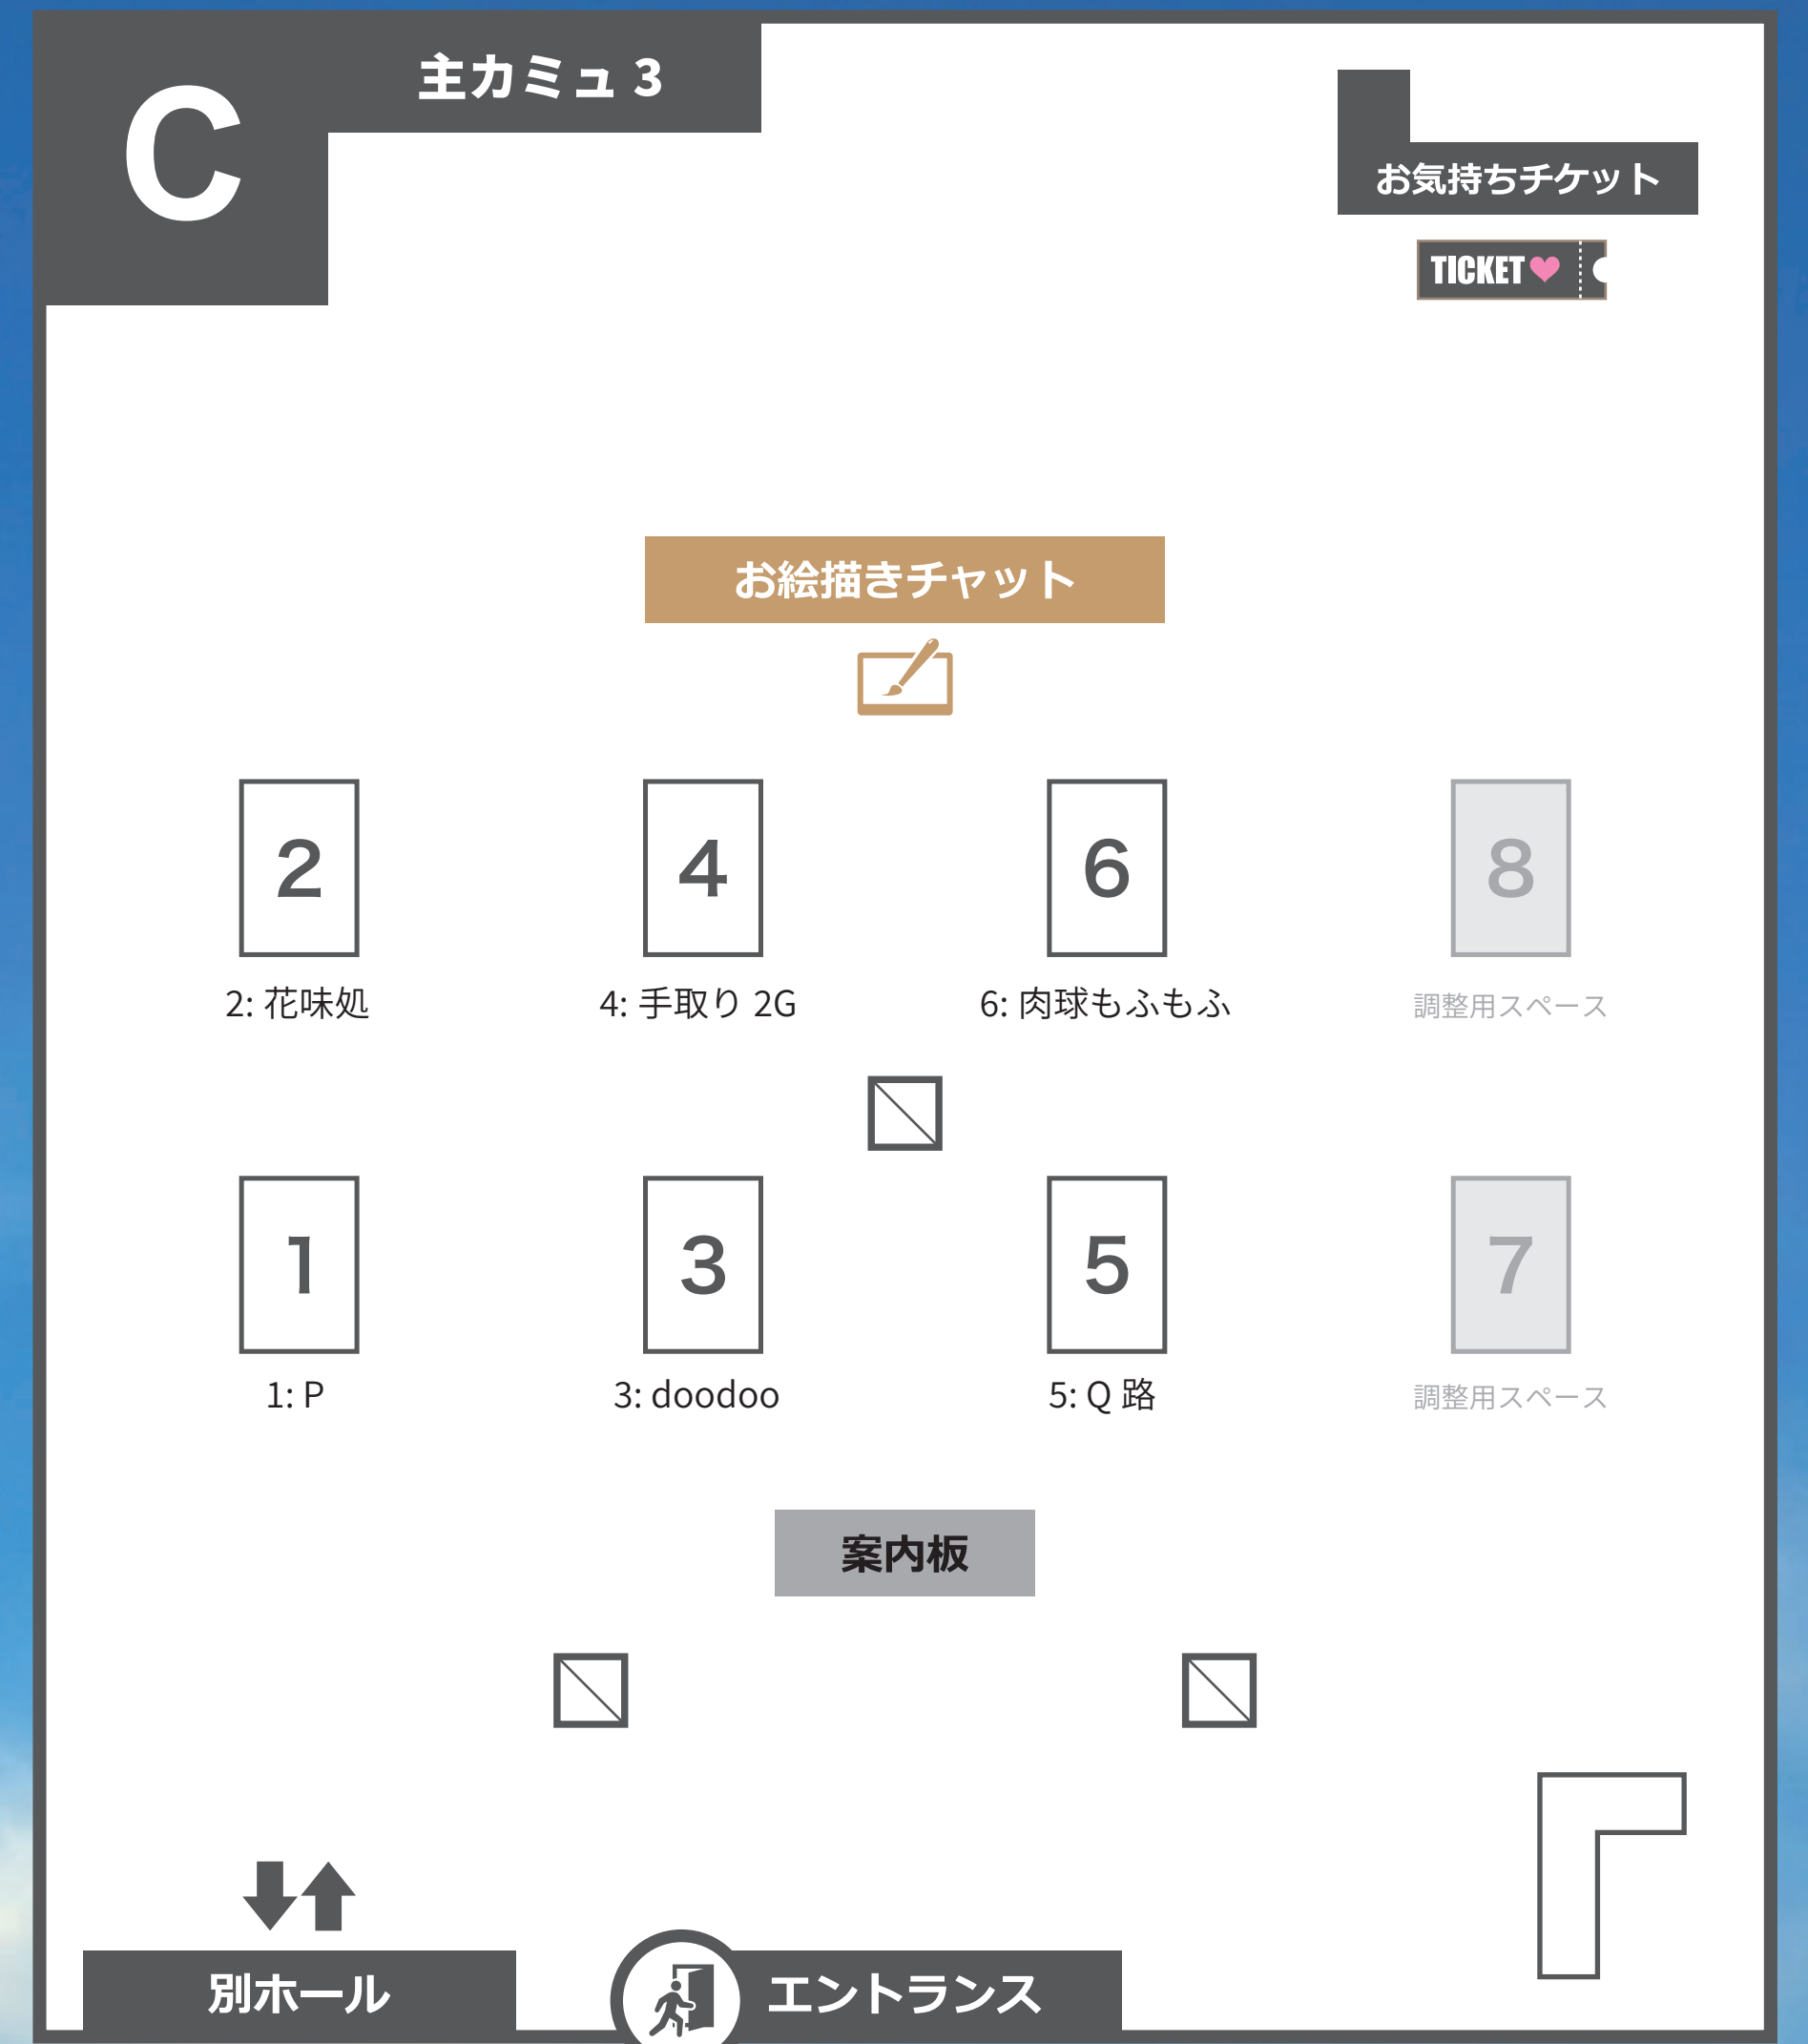 C
主カミュ 3
お気持ちチケット
TICKET
お絵描きチャット
2
4
6
8
2: 花味処
4: 手取り 2G
6: 肉球もふもふ
調整用スペース
1
3
5
7
1: P
3: doodoo
5: Q 路
調整用スペース
案内板
別ホール
エントランス